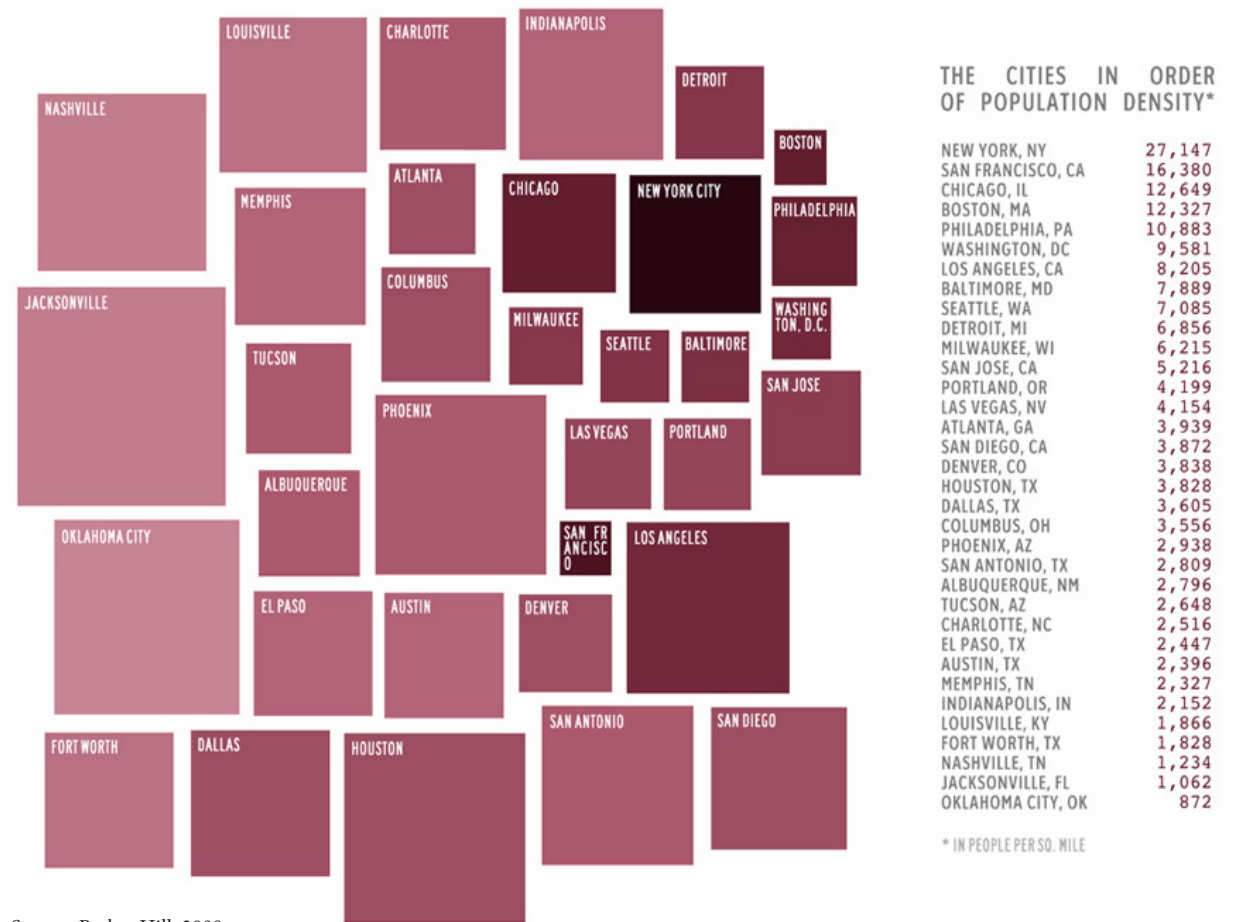 LOUISVILLE
CHARLOTTE
INDIANAPOLIS
DETROIT
NASHVILLE
BOSTON
ATLANTA
CHICAGO
NEW YORK CITY
MEMPHIS
PHILADELPHIA
COLUMBUS
JACKSONVILLE
MILWAUKEE
WASHING
TON, D.C.
SEATTLE
BALTIMORE
TUCSON
SAN JOSE
PHOENIX
LAS VEGAS
PORTLAND
ALBUQUERQUE
OKLAHOMA CITY
SAN FR
ANCISC
O
LOS ANGELES
EL PASO
AUSTIN
DENVER
SAN ANTONIO
SAN DIEGO
FORT WORTH
DALLAS
HOUSTON
THE CITIES IN ORDER
OF POPULATION DENSITY*
NEW YORK, NY 27,147
SAN FRANCISCO, CA 16,380
CHICAGO, IL 12,649
BOSTON, MA 12,327
PHILADELPHIA, PA 10,883
WASHINGTON, DC 9,581
LOS ANGELES, CA 8,205
BALTIMORE, MD 7,889
SEATTLE, WA 7,085
DETROIT, MI 6,856
MILWAUKEE, WI 6,215
SAN JOSE, CA 5,216
PORTLAND, OR 4,199
LAS VEGAS, NV 4,154
ATLANTA, GA 3,939
SAN DIEGO, CA 3,872
DENVER, CO 3,838
HOUSTON, TX 3,828
DALLAS, TX 3,605
COLUMBUS, OH 3,556
PHOENIX, AZ 2,938
SAN ANTONIO, TX 2,809
ALBUQUERQUE, NM 2,796
TUCSON, AZ 2,648
CHARLOTTE, NC 2,516
EL PASO, TX 2,447
AUSTIN, TX 2,396
MEMPHIS, TN 2,327
INDIANAPOLIS, IN 2,152
LOUISVILLE, KY 1,866
FORT WORTH, TX 1,828
NASHVILLE, TN 1,234
JACKSONVILLE, FL 1,062
OKLAHOMA CITY, OK 872
* IN PEOPLE PER SQ. MILE